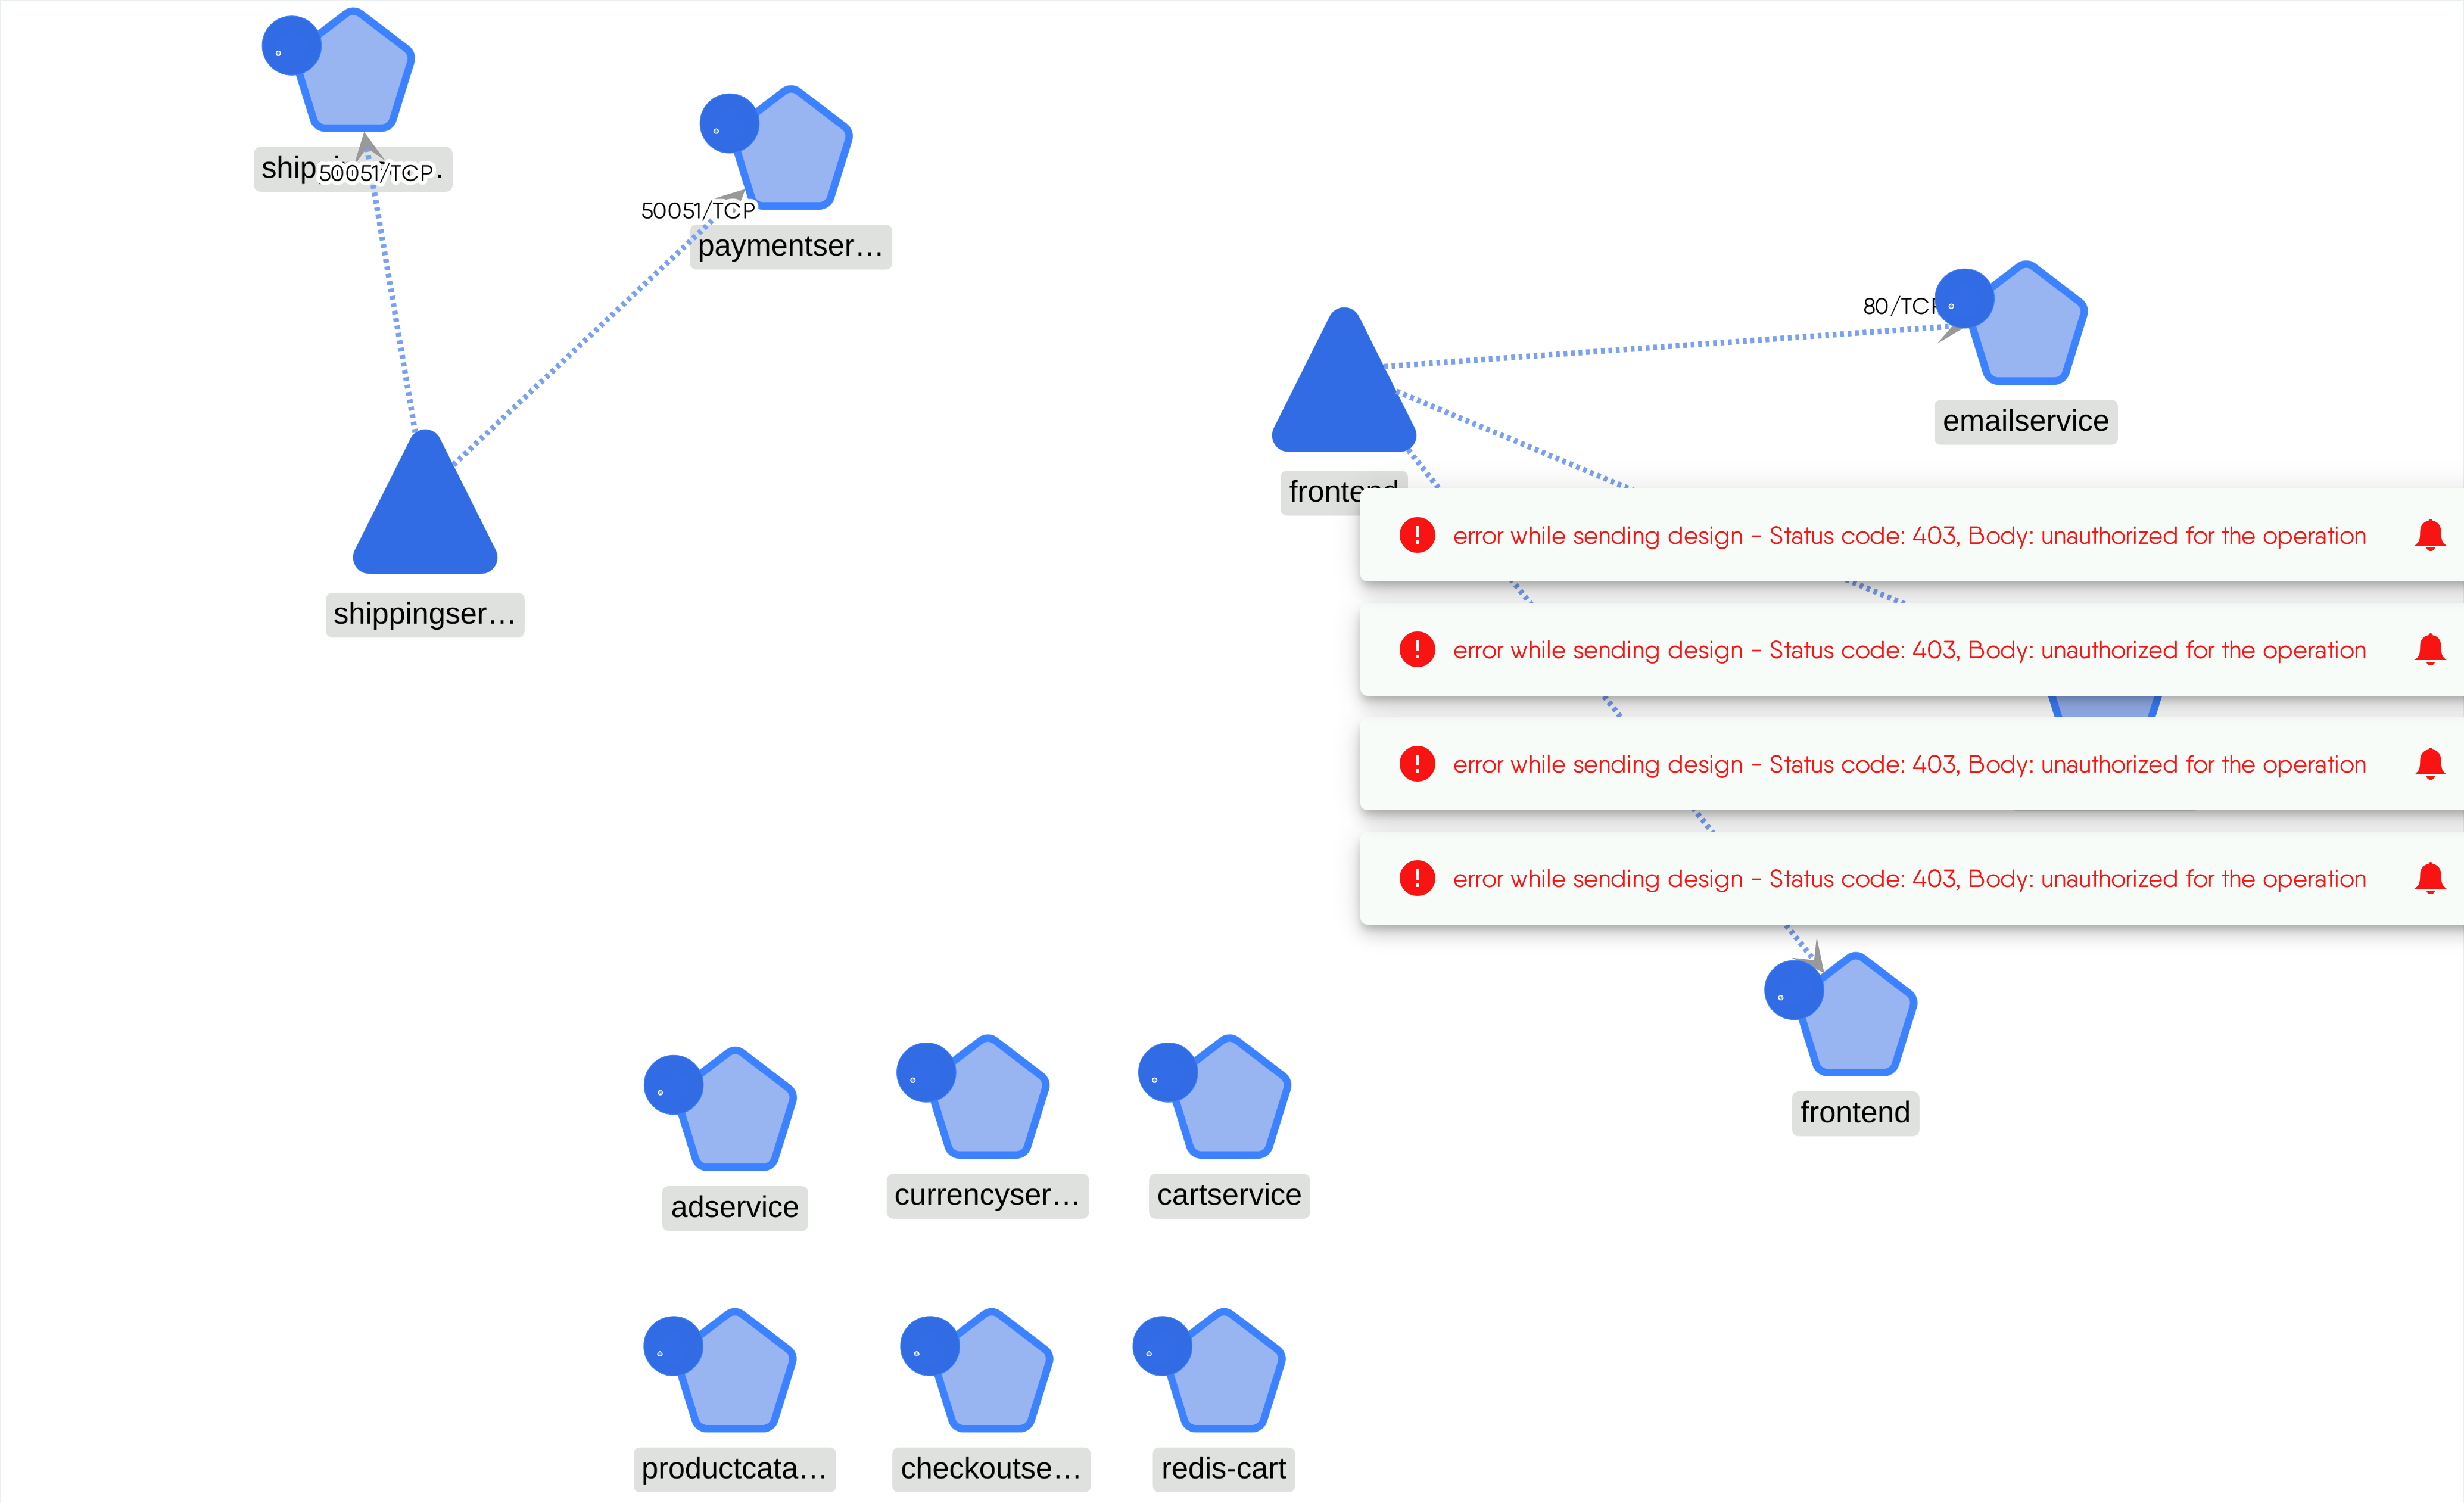 50051/TCP
50051/TCP
paymentser…
80/TCP
emailservice
frontend
error while sending design - Status code: 403, Body: unauthorized for the operation
shippingser…
error while sending design - Status code: 403, Body: unauthorized for the operation
error while sending design - Status code: 403, Body: unauthorized for the operation
error while sending design - Status code: 403, Body: unauthorized for the operation
frontend
adservice
currencyser…
cartservice
productcata…
checkoutse…
redis-cart